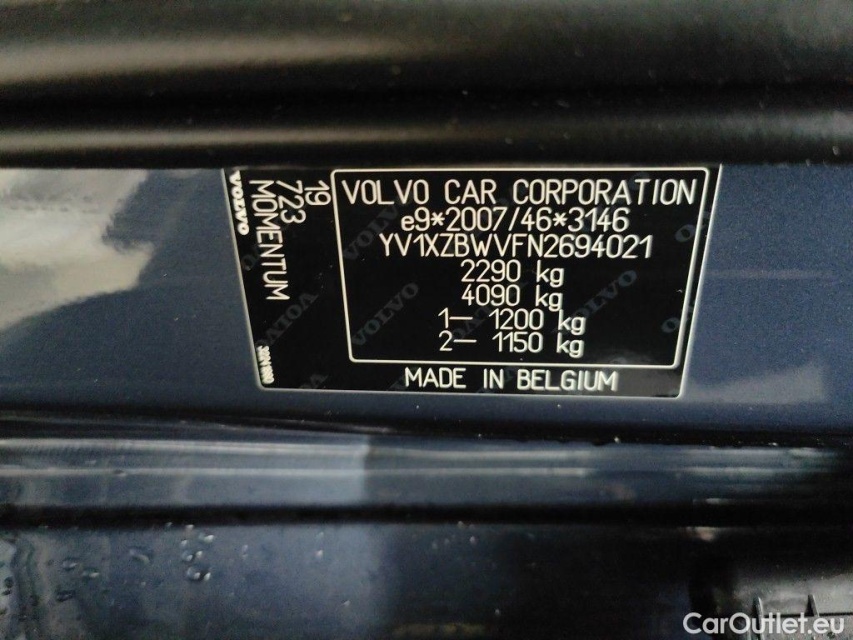 VOLVO CAR CORPORATION
e9*2007/46*3146
YV1XZBWVFN2694021
2290 kg
4090 kg
1— 1200 kg
2— 1150 kg
MADE IN BELGIUM
19
723
MOMENTUM
VOLVO
CarOutlet.eu